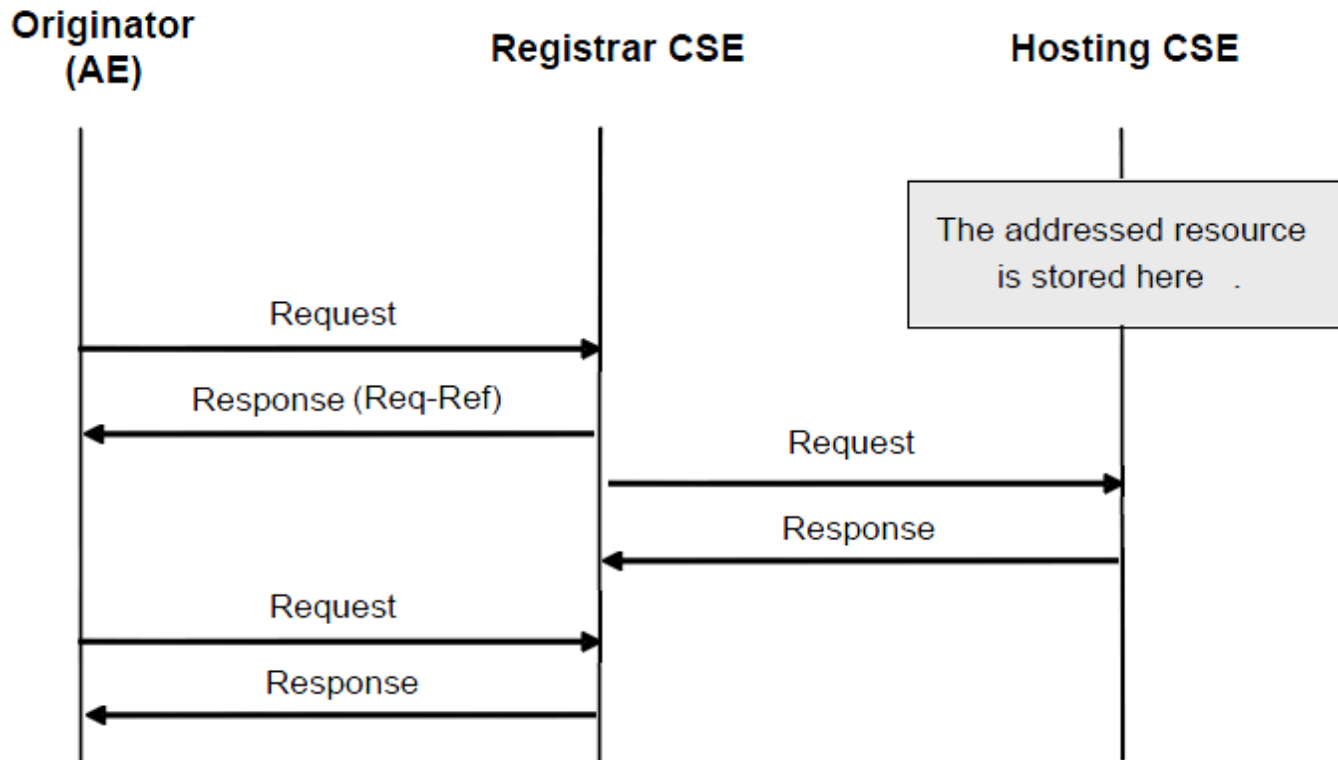 Originator
(AE)
Registrar CSE
Hosting CSE
The addressed resource
is stored here .
Request
Response (Req-Ref)
Request
Response
Request
Response